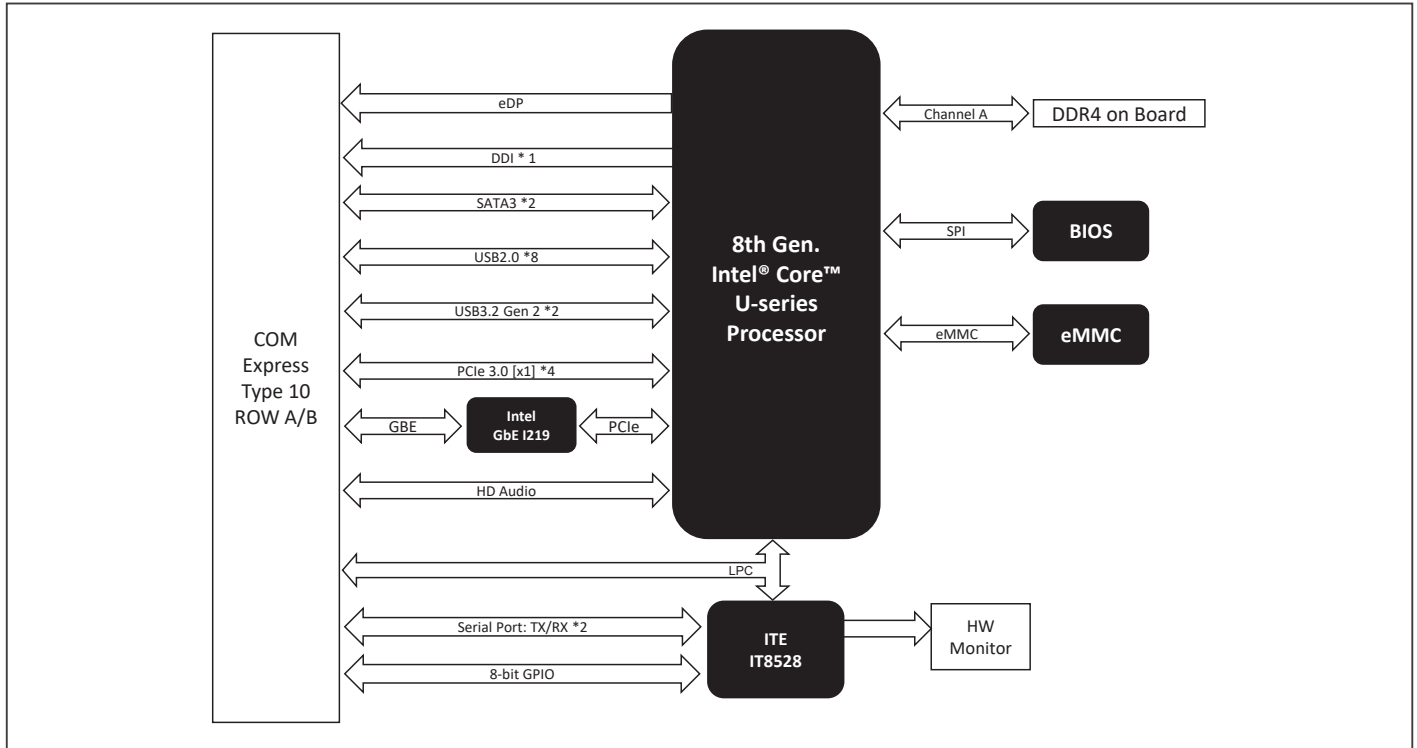 COM
Express
Type 10
ROW A/B
eDP
DDI * 1
SATA3 *2
USB2.0 *8
USB3.2 Gen 2 *2
PCIe 3.0 [x1] *4
GBE
Intel
GbE I219
PCIe
HD Audio
LPC
Serial Port: TX/RX *2
8-bit GPIO
8th Gen.
Intel® Core™
U-series
Processor
Channel A
DDR4 on Board
SPI
BIOS
eMMC
eMMC
ITE
IT8528
HW
Monitor